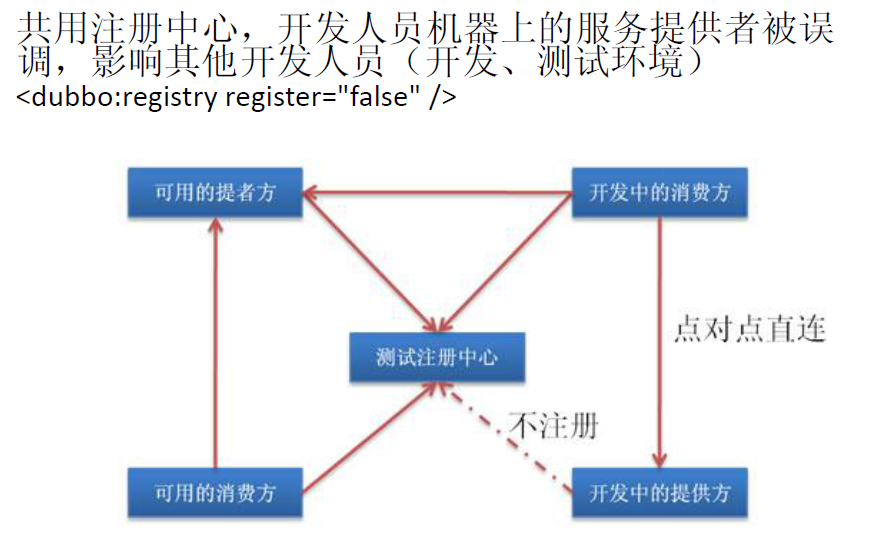 共用注册中心，开发人员机器上的服务提供者被误
调，影响其他开发人员（开发、测试环境）
<dubbo:registry register="false" />
可用的提者方
开发中的消费方
点对点直连
测试注册中心
不注册
可用的消费方
开发中的提供方